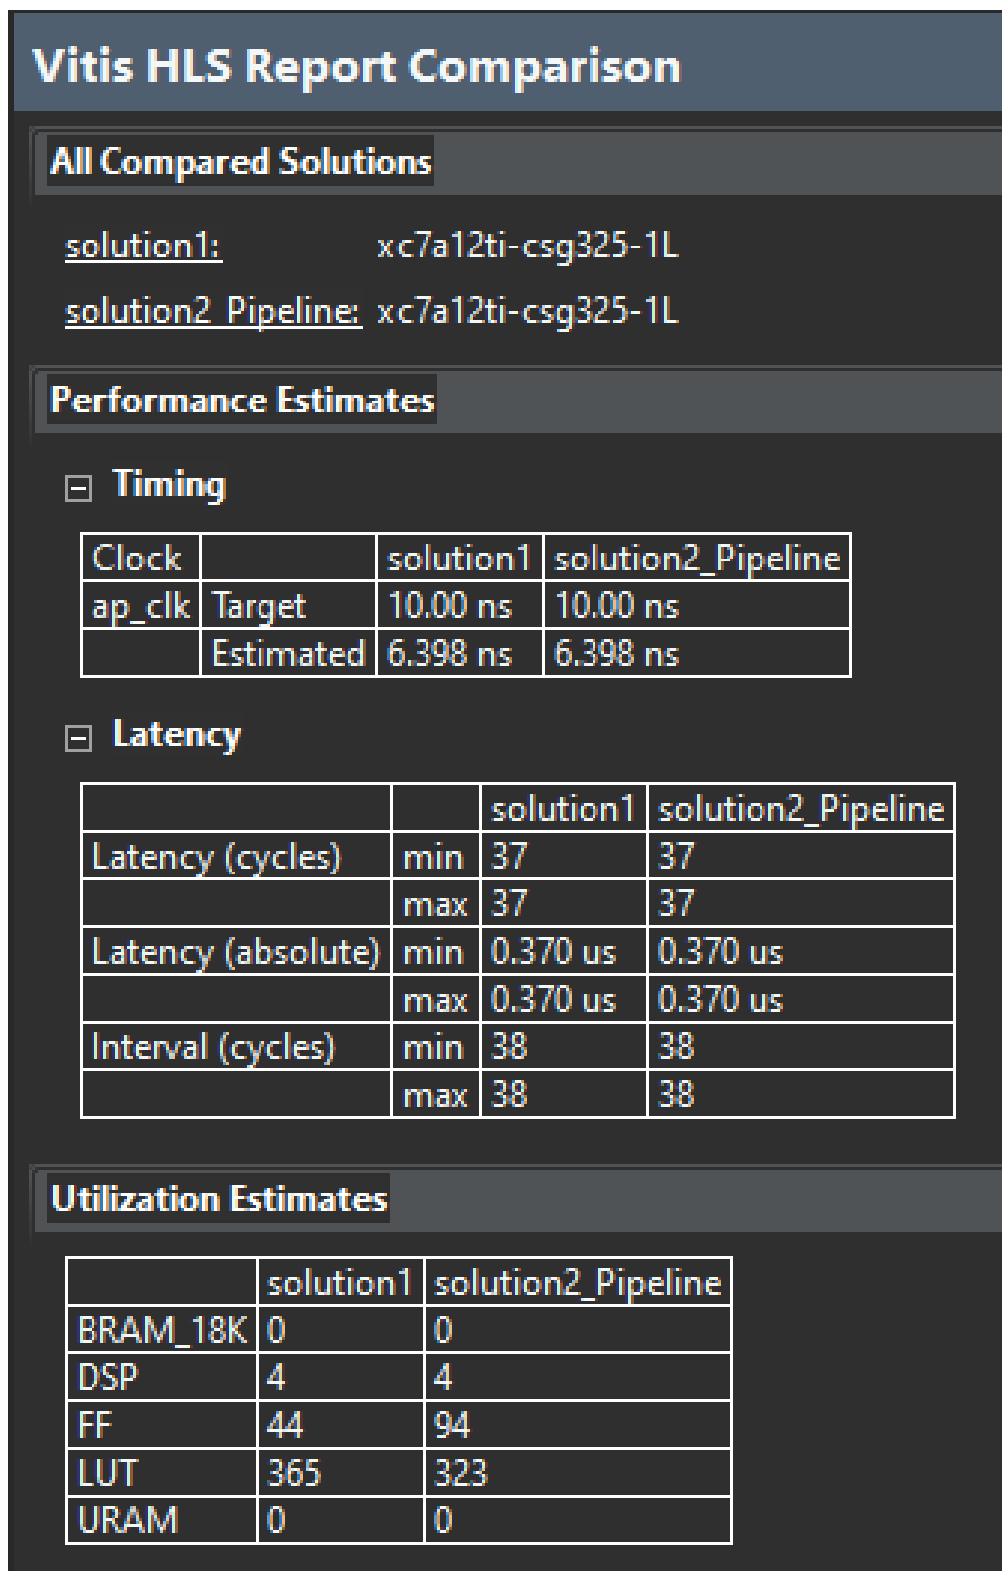 Vitis HLS Report Comparison
All Compared Solutions
solution1: xc7a12ti-csg325-1L
solution2_Pipeline: xc7a12ti-csg325-1L
Performance Estimates
Timing
Clock solution1 solution2_Pipeline
ap_clk Target 10.00 ns 10.00 ns
Estimated 6.398 ns 6.398 ns
Latency
solution1 solution2_Pipeline
Latency (cycles) min 37 37
max 37 37
Latency (absolute) min 0.370 us 0.370 us
max 0.370 us 0.370 us
Interval (cycles) min 38 38
max 38 38
Utilization Estimates
solution1 solution2_Pipeline
BRAM_18K 0 0
DSP 4 4
FF 44 94
LUT 365 323
URAM 0 0